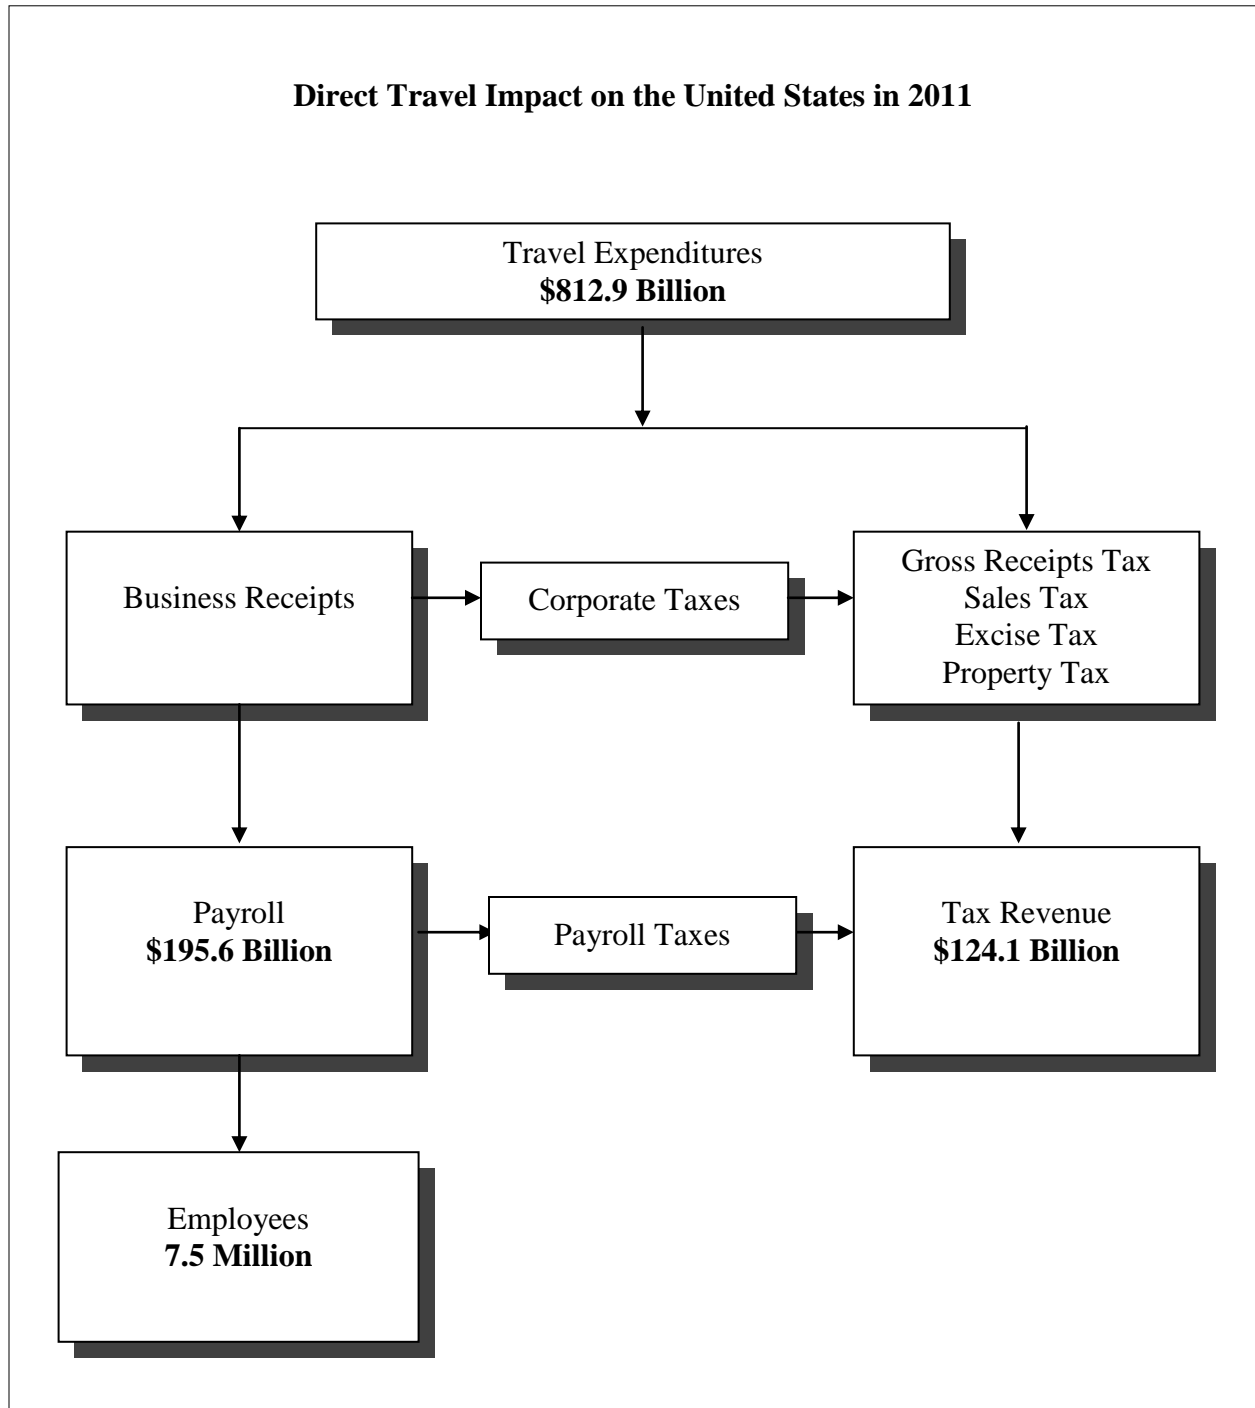 Direct Travel Impact on the United States in 2011
Travel Expenditures
$812.9 Billion
Business Receipts
Corporate Taxes
Gross Receipts Tax
Sales Tax
Excise Tax
Property Tax
Payroll
$195.6 Billion
Payroll Taxes
Tax Revenue
$124.1 Billion
Employees
7.5 Million